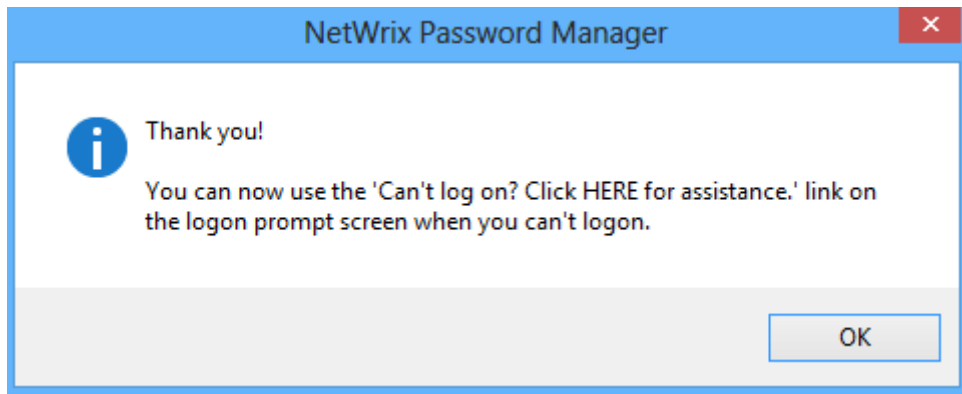 NetWrix Password Manager
Thank you!
You can now use the 'Can't log on? Click HERE for assistance.' link on
the logon prompt screen when you can't logon.
OK